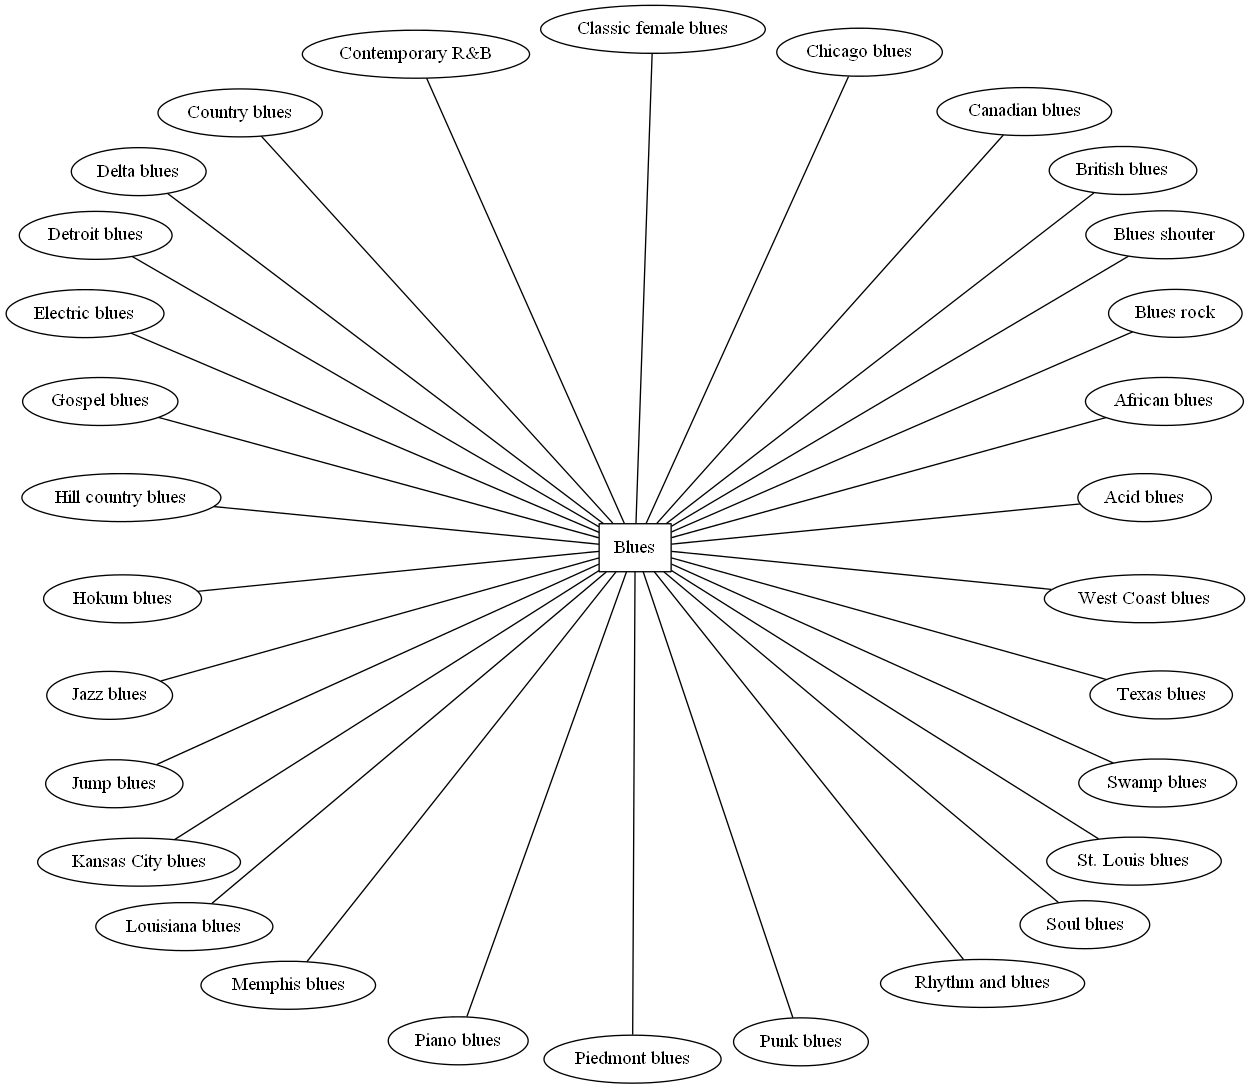 Classic female blues
Contemporary R&B
Chicago blues
Country blues
Canadian blues
Delta blues
British blues
Detroit blues
Blues shouter
Electric blues
Blues rock
Gospel blues
African blues
Hill country blues
Acid blues
Blues
Hokum blues
West Coast blues
Jazz blues
Texas blues
Jump blues
Swamp blues
Kansas City blues
St. Louis blues
Louisiana blues
Soul blues
Memphis blues
Rhythm and blues
Piano blues
Punk blues
Piedmont blues